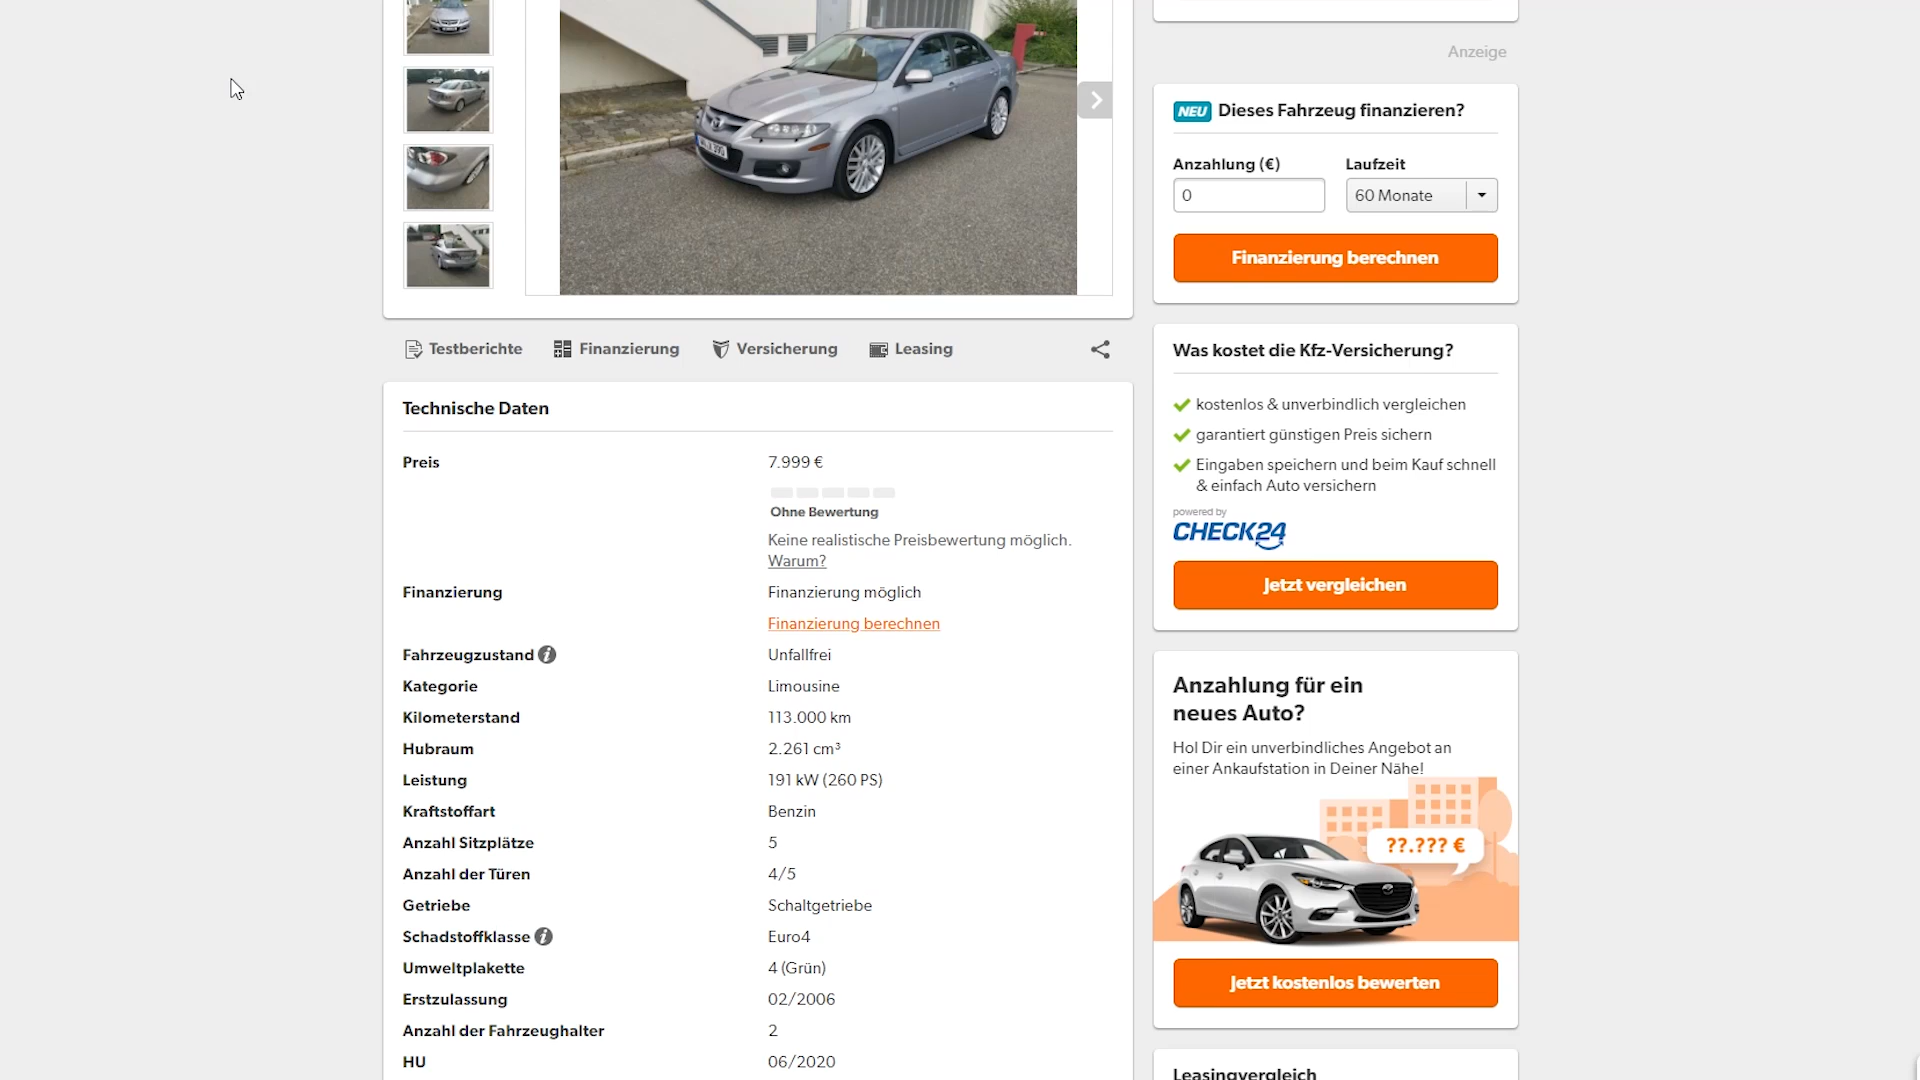 Anzeige
NEU Dieses Fahrzeug finanzieren?
Anzahlung (€) Laufzeit
0 60 Monate
Finanzierung berechnen
Testberichte Finanzierung Versicherung Leasing
Technische Daten
Preis 7.999 €
Ohne Bewertung
Keine realistische Preisbewertung möglich.
Warum?
Finanzierung Finanzierung möglich
Finanzierung berechnen
Fahrzeugzustand i Unfallfrei
Kategorie Limousine
Kilometerstand 113.000 km
Hubraum 2.261 cm³
Leistung 191 kW (260 PS)
Kraftstoffart Benzin
Anzahl Sitzplätze 5
Anzahl der Türen 4/5
Getriebe Schaltgetriebe
Schadstoffklasse i Euro4
Umweltplakette 4 (Grün)
Erstzulassung 02/2006
Anzahl der Fahrzeughalter 2
HU 06/2020
Was kostet die Kfz-Versicherung?
kostenlos & unverbindlich vergleichen
garantiert günstigen Preis sichern
Eingaben speichern und beim Kauf schnell
& einfach Auto versichern
powered by
CHECK24
Jetzt vergleichen
Anzahlung für ein
neues Auto?
Hol Dir ein unverbindliches Angebot an
einer Ankaufstation in Deiner Nähe!
??.??? €
Jetzt kostenlos bewerten
Leasingvergleich